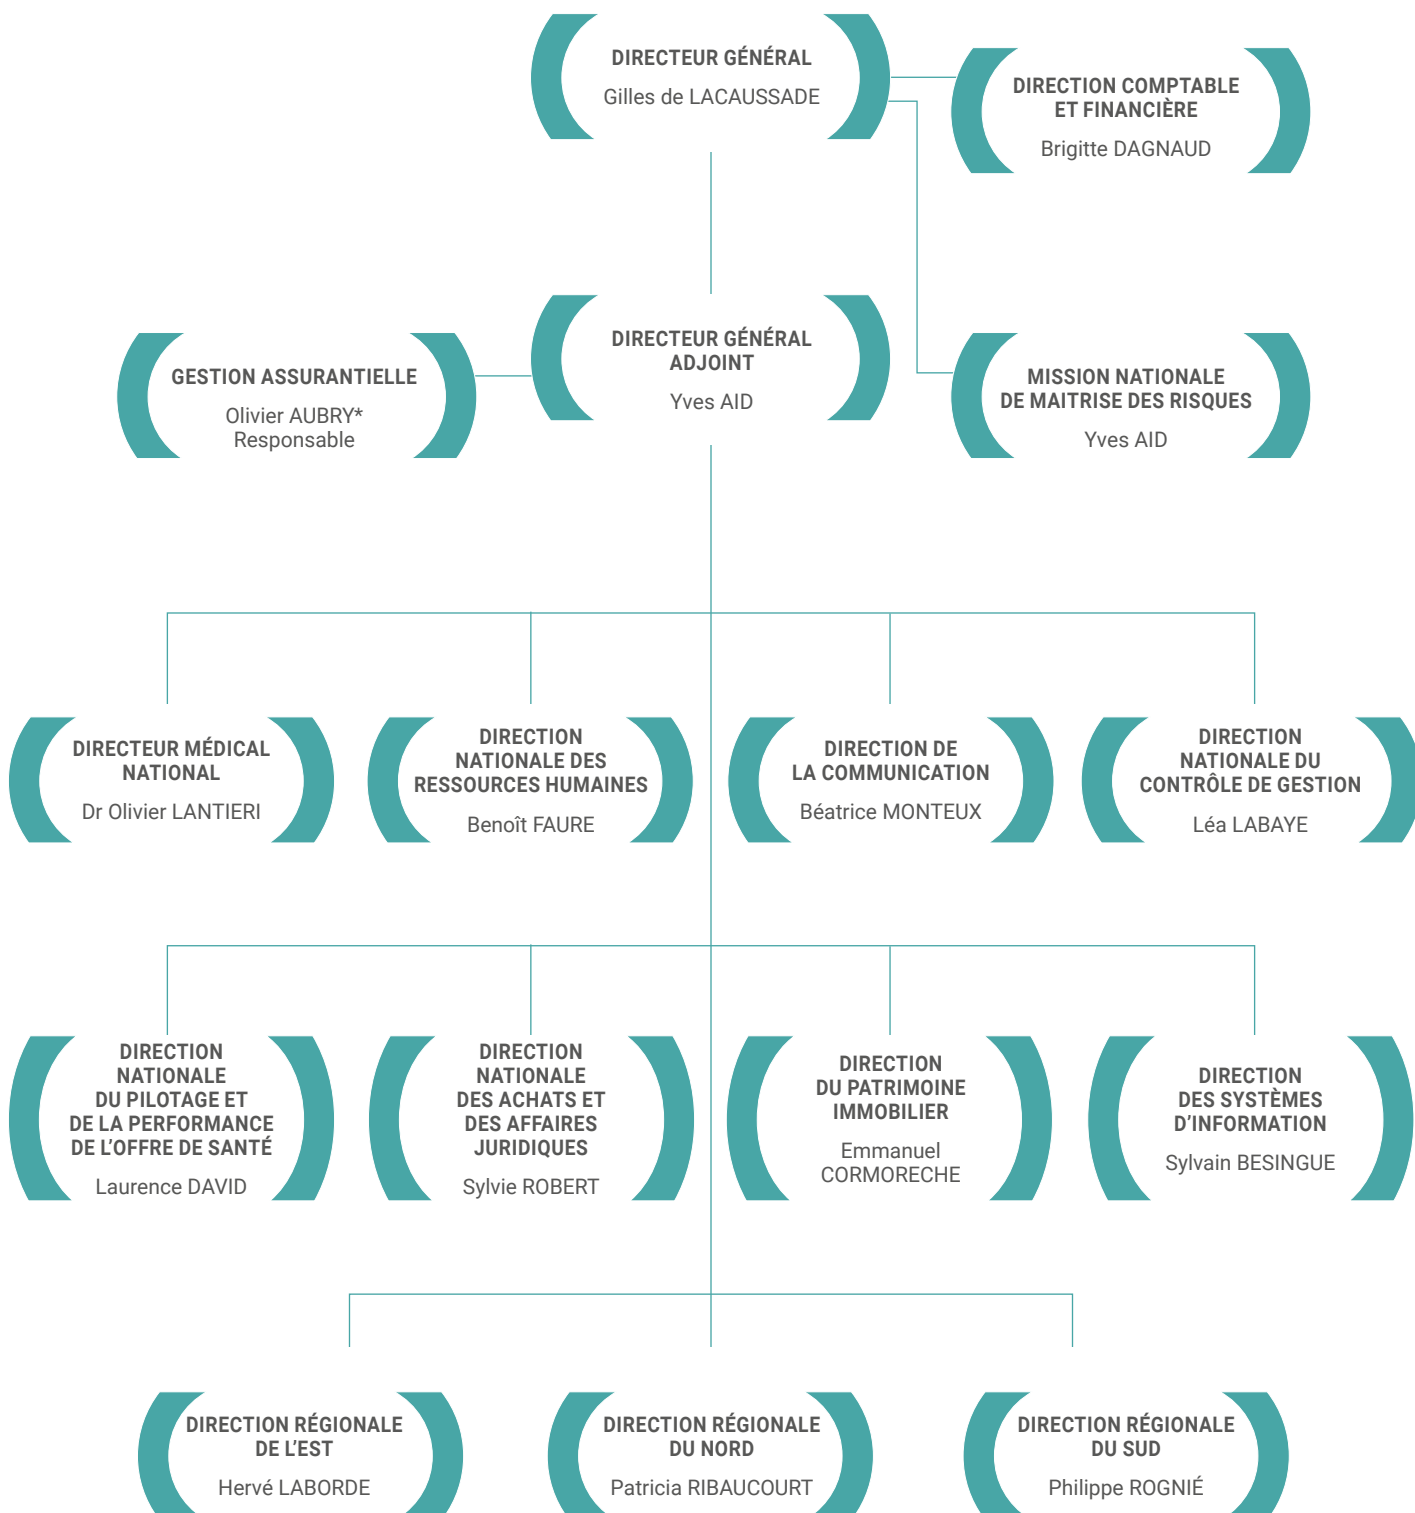 DIRECTEUR GÉNÉRAL
Gilles de LACAUSSADE
DIRECTION COMPTABLE
ET FINANCIÈRE
Brigitte DAGNAUD
DIRECTEUR GÉNÉRAL
ADJOINT
Yves AID
GESTION ASSURANTIELLE
Olivier AUBRY*
Responsable
MISSION NATIONALE
DE MAITRISE DES RISQUES
Yves AID
DIRECTEUR MÉDICAL
NATIONAL
Dr Olivier LANTIERI
DIRECTION
NATIONALE DES
RESSOURCES HUMAINES
Benoît FAURE
DIRECTION DE
LA COMMUNICATION
Béatrice MONTEUX
DIRECTION
NATIONALE DU
CONTRÔLE DE GESTION
Léa LABAYE
DIRECTION
NATIONALE
DU PILOTAGE ET
DE LA PERFORMANCE
DE L’OFFRE DE SANTÉ
Laurence DAVID
DIRECTION
NATIONALE
DES ACHATS ET
DES AFFAIRES
JURIDIQUES
Sylvie ROBERT
DIRECTION
DU PATRIMOINE
IMMOBILIER
Emmanuel
CORMORECHE
DIRECTION
DES SYSTÈMES
D’INFORMATION
Sylvain BESINGUE
DIRECTION RÉGIONALE
DE L’EST
Hervé LABORDE
DIRECTION RÉGIONALE
DU NORD
Patricia RIBAUCOURT
DIRECTION RÉGIONALE
DU SUD
Philippe ROGNIÉ